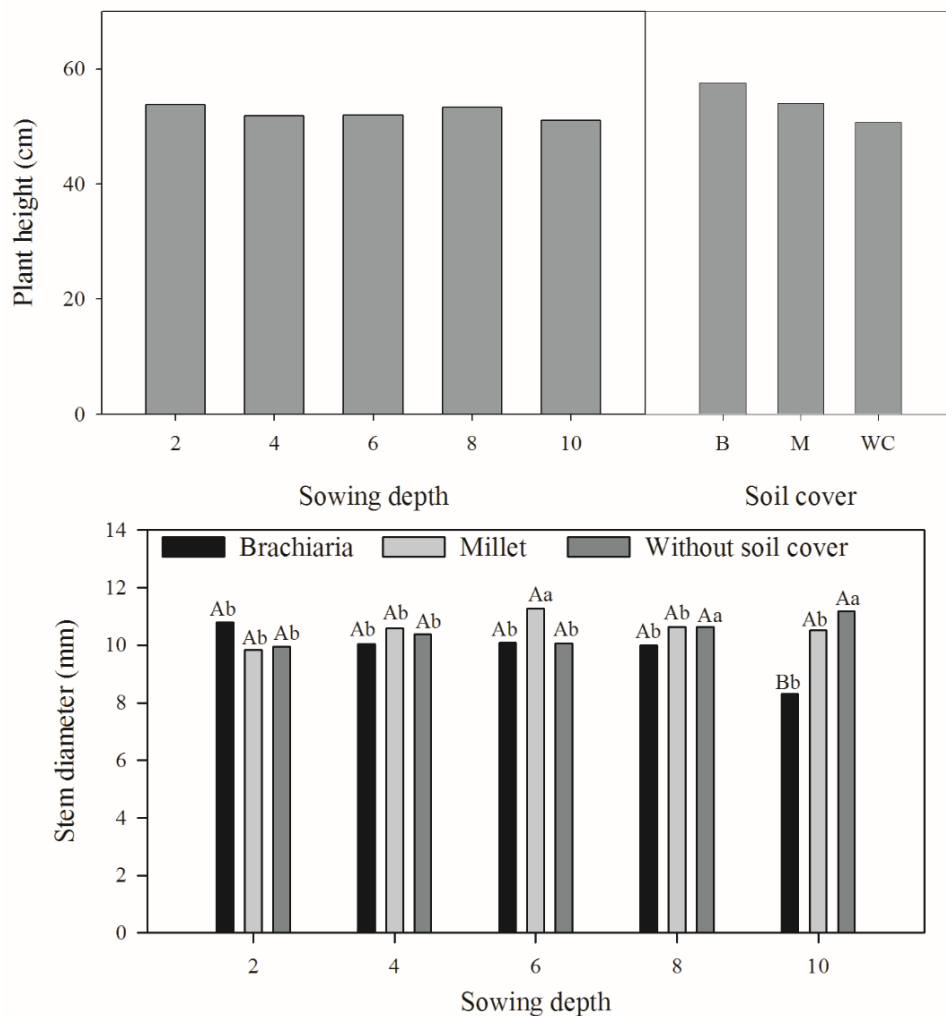 Plant height (cm)
60
40
20
0
2 4 6 8 10
B M WC
Sowing depth
Soil cover
Stem diameter (mm)
14
12
10
8
6
4
2
0
Brachiaria Millet Without soil cover
Ab Ab Ab
Ab Ab Ab
Ab Aa Ab
Ab Ab Aa
Bb Ab Aa
2 4 6 8 10
Sowing depth